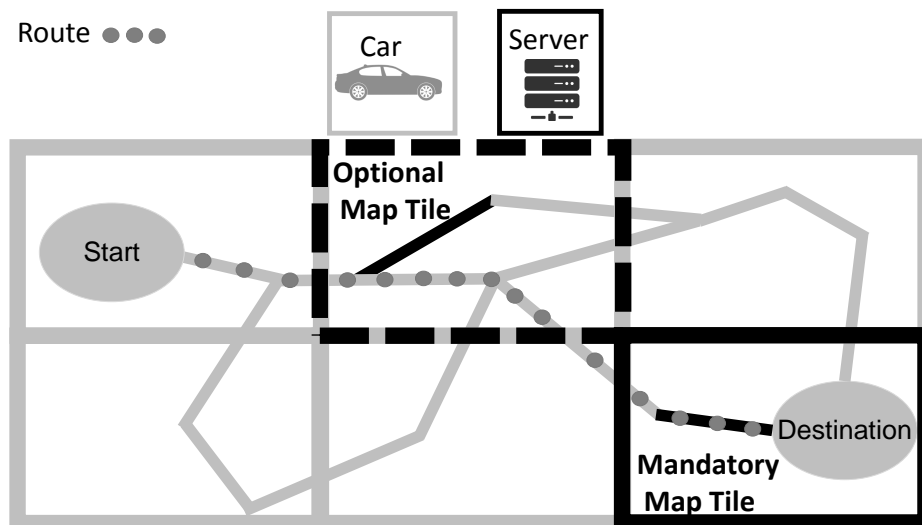 Route
Car
Server
Optional
Map Tile
Start
Destination
Mandatory
Map Tile